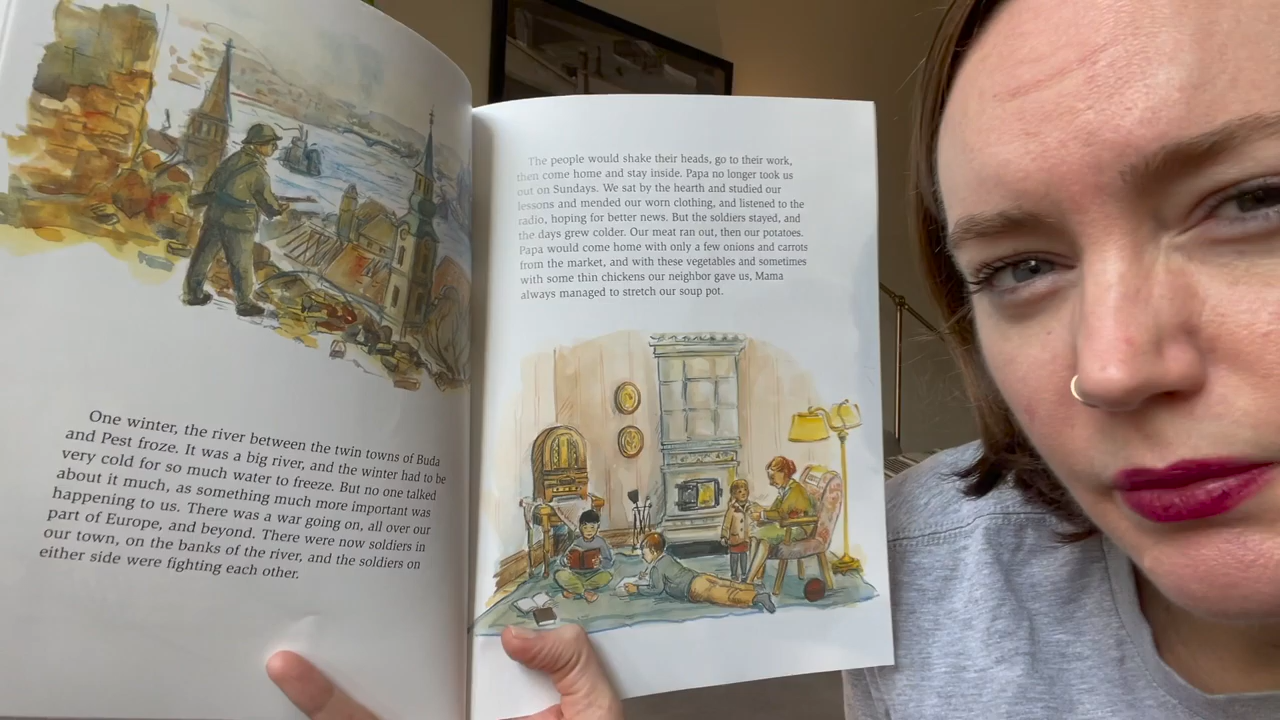 One winter, the river between the twin towns of Buda
and Pest froze. It was a big river, and the winter had to be
very cold for so much water to freeze. But no one talked
about it much, as something much more important was
happening to us. There was a war going on, all over our
part of Europe, and beyond. There were now soldiers in
our town, on the banks of the river, and the soldiers on
either side were fighting each other.
The people would shake their heads, go to their work,
then come home and stay inside. Papa no longer took us
out on Sundays. We sat by the hearth and studied our
lessons and mended our worn clothing, and listened to the
radio, hoping for better news. But the soldiers stayed, and
the days grew colder. Our meat ran out, then our potatoes.
Papa would come home with only a few onions and carrots
from the market, and with these vegetables and sometimes
with some thin chickens our neighbor gave us, Mama
always managed to stretch our soup pot.